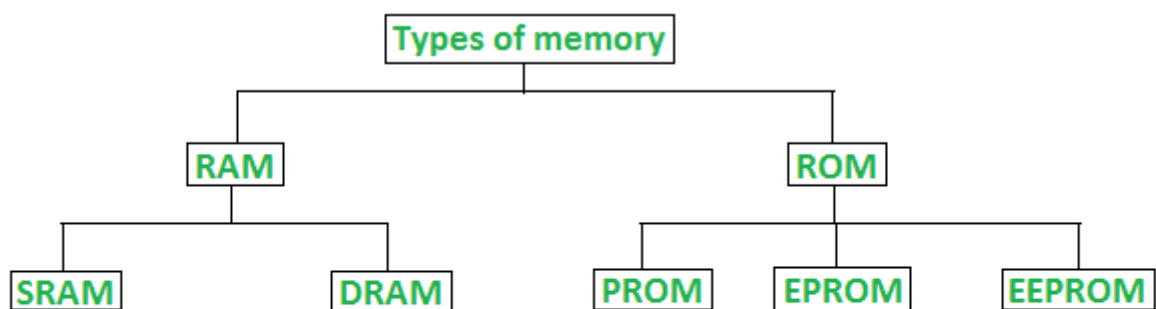 Types of memory
RAM ROM
SRAM DRAM PROM EPROM EEPROM